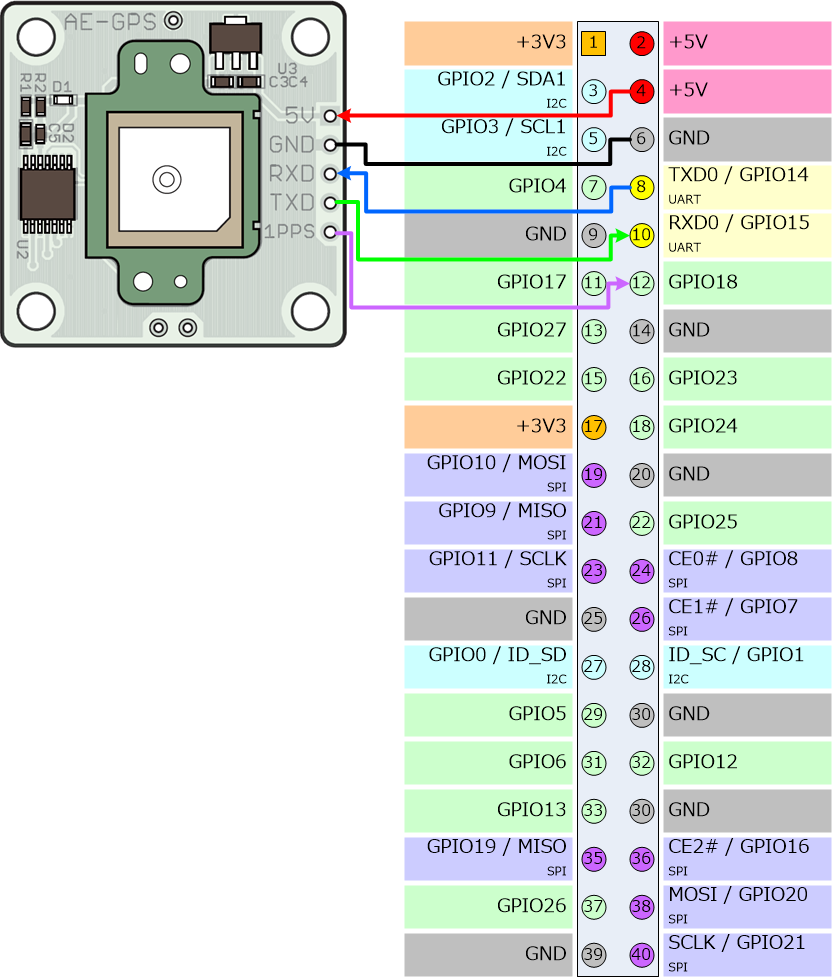 AE-GPS
R1
R2
D1
U3
C3C4
C5
D2
U2
5V
GND
RXD
TXD
1PPS
+3V3 1 2 +5V
GPIO2 / SDA1 3 4 +5V
I2C
GPIO3 / SCL1 5 6 GND
I2C
GPIO4 7 8 TXD0 / GPIO14
UART
GND 9 10 RXD0 / GPIO15
UART
GPIO17 11 12 GPIO18
GPIO27 13 14 GND
GPIO22 15 16 GPIO23
+3V3 17 18 GPIO24
GPIO10 / MOSI 19 20 GND
SPI
GPIO9 / MISO 21 22 GPIO25
SPI
GPIO11 / SCLK 23 24 CE0# / GPIO8
SPI SPI
GND 25 26 CE1# / GPIO7
SPI
GPIO0 / ID_SD 27 28 ID_SC / GPIO1
I2C I2C
GPIO5 29 30 GND
GPIO6 31 32 GPIO12
GPIO13 33 30 GND
GPIO19 / MISO 35 36 CE2# / GPIO16
SPI SPI
GPIO26 37 38 MOSI / GPIO20
SPI
GND 39 40 SCLK / GPIO21
SPI